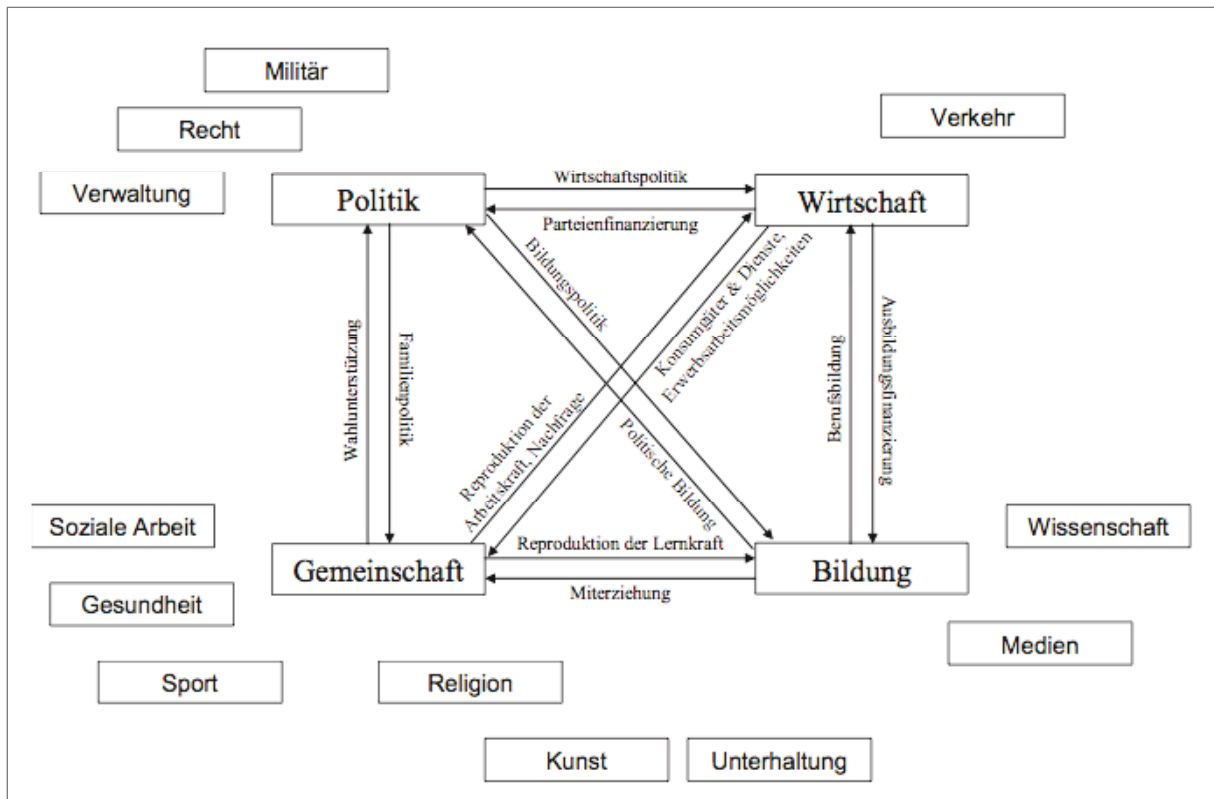 Militär
Verkehr
Recht
Verwaltung
Politik
Wirtschaftspolitik
Parteienfinanzierung
Wirtschaft
Bildungspolitik
Konsumgüter & Dienste,
Erwerbsarbeitsmöglichkeiten
Wahlunterstützung
Familienpolitik
Reproduktion der
Arbeitskraft, Nachfrage
Politische Bildung
Berufsbildung
Ausbildungsfinanzierung
Soziale Arbeit
Wissenschaft
Gemeinschaft
Reproduktion der Lernkraft
Miterziehung
Bildung
Gesundheit
Medien
Sport
Religion
Kunst
Unterhaltung